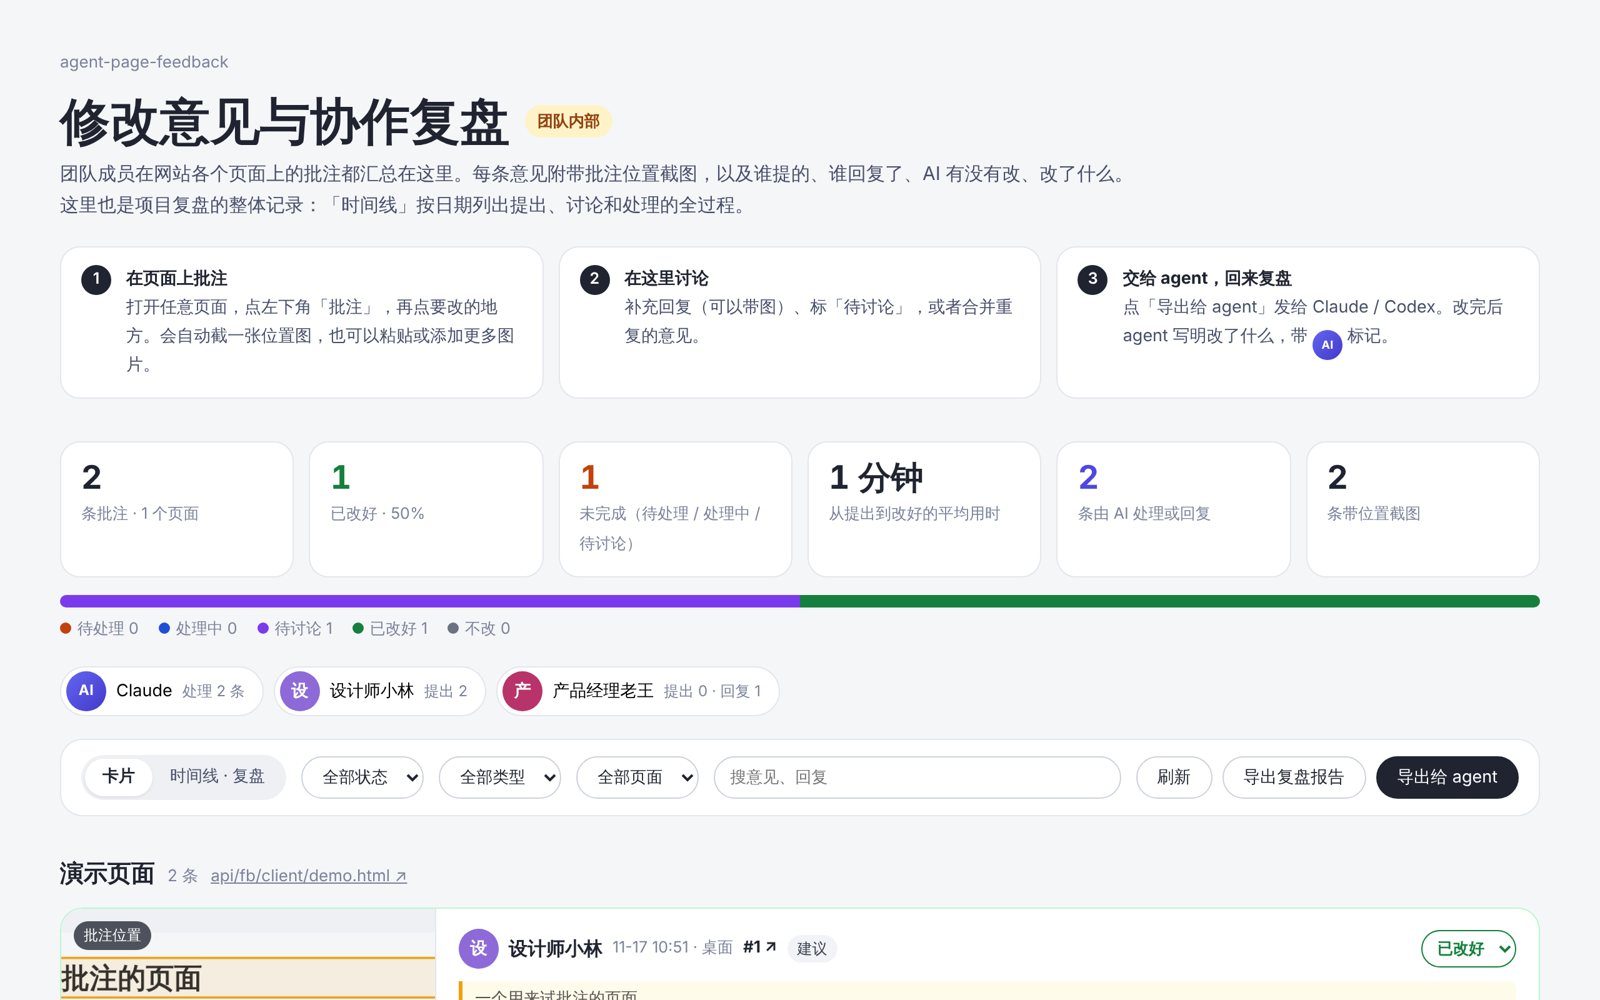 agent-page-feedback
修改意见与协作复盘 团队内部
团队成员在网站各个页面上的批注都汇总在这里。每条意见附带批注位置截图，以及谁提的、谁回复了、AI 有没有改、改了什么。
这里也是项目复盘的整体记录：「时间线」按日期列出提出、讨论和处理的全过程。
1 在页面上批注
打开任意页面，点左下角「批注」，再点要改的地
方。会自动截一张位置图，也可以粘贴或添加更多图
片。
2 在这里讨论
补充回复（可以带图）、标「待讨论」，或者合并重
复的意见。
3 交给 agent，回来复盘
点「导出给 agent」发给 Claude / Codex。改完后
agent 写明改了什么，带 AI 标记。
2
条批注 · 1 个页面
1
已改好 · 50%
1
未完成（待处理 / 处理中 /
待讨论）
1 分钟
从提出到改好的平均用时
2
条由 AI 处理或回复
2
条带位置截图
待处理 0 处理中 0 待讨论 1 已改好 1 不改 0
AI Claude 处理 2 条 设 设计师小林 提出 2 产 产品经理老王 提出 0 · 回复 1
卡片 时间线 · 复盘 全部状态 全部类型 全部页面 搜意见、回复 刷新 导出复盘报告 导出给 agent
演示页面 2 条 api/fb/client/demo.html ↗
批注位置
批注的页面
设 设计师小林 11-17 10:51 · 桌面 #1 ↗ 建议 已改好
一个用来试批注的页面